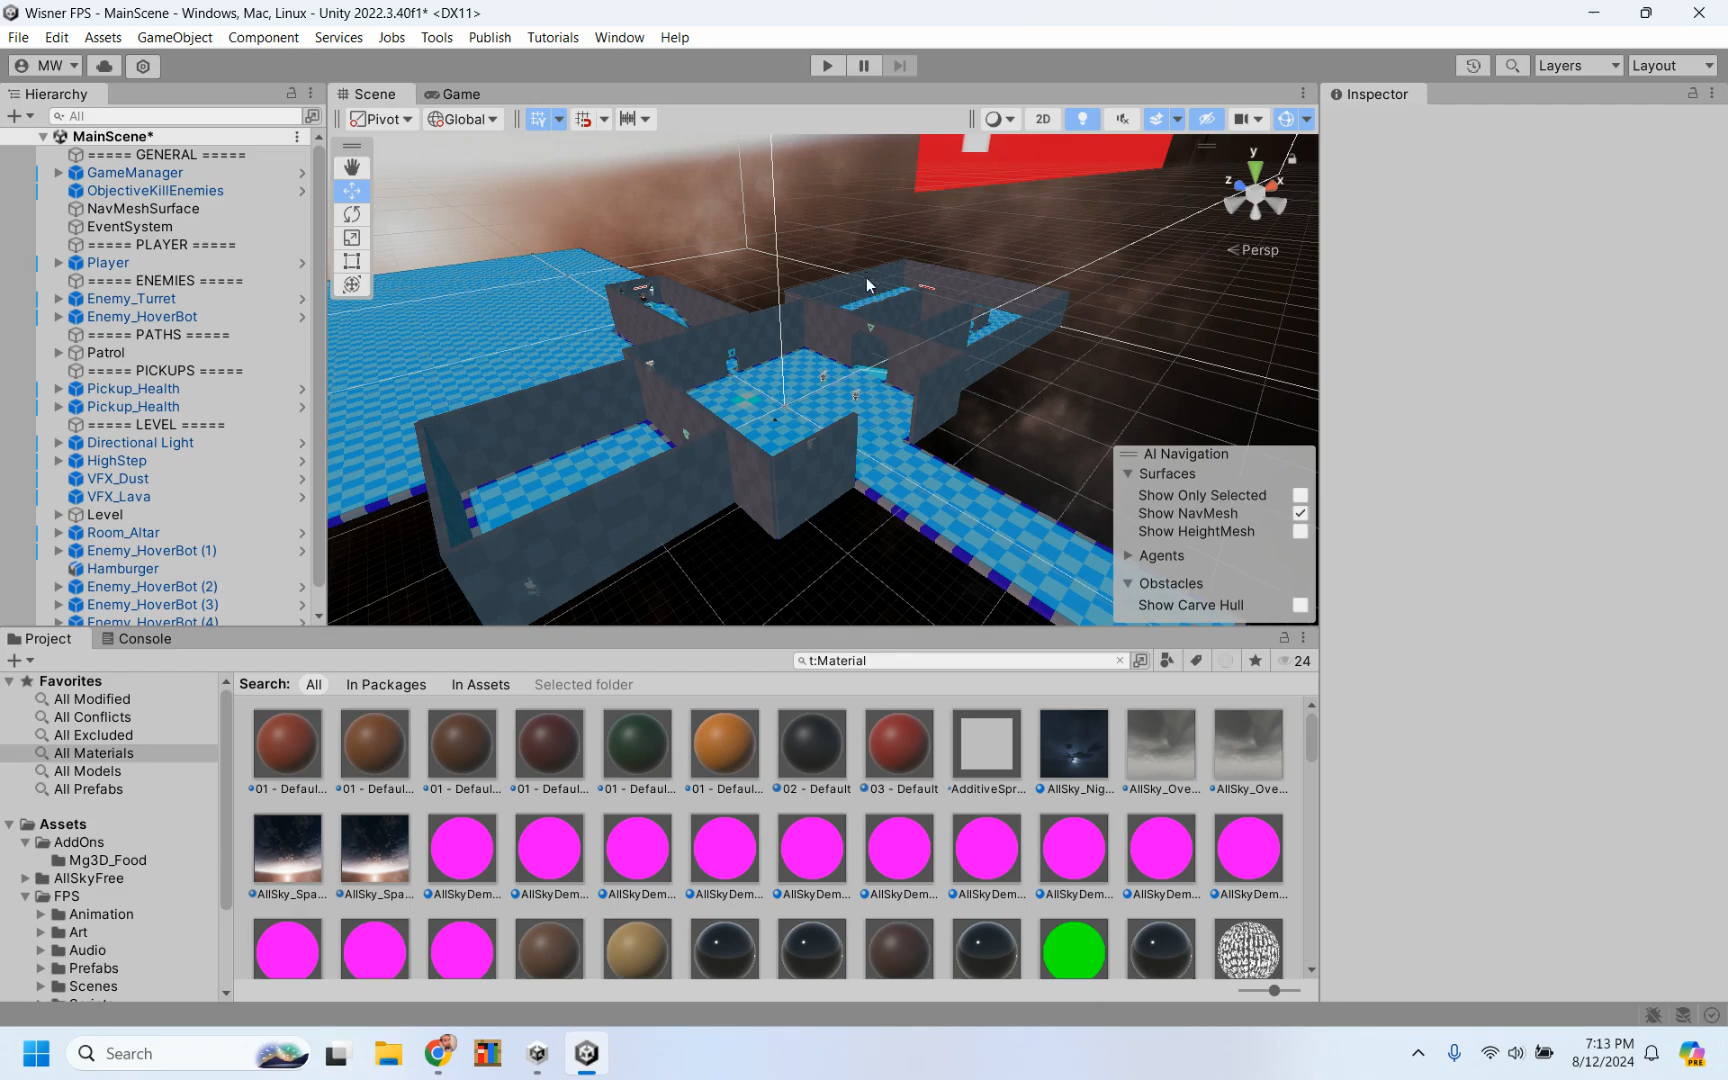 Wisner FPS - MainScene - Windows, Mac, Linux - Unity 2022.3.40f1* <DX11>
File Edit Assets GameObject Component Services Jobs Tools Publish Tutorials Window Help
MW Layers Layout
Hierarchy
All
MainScene*
===== GENERAL =====
GameManager
ObjectiveKillEnemies
NavMeshSurface
EventSystem
===== PLAYER =====
Player
===== ENEMIES =====
Enemy_Turret
Enemy_HoverBot
===== PATHS =====
Patrol
===== PICKUPS =====
Pickup_Health
Pickup_Health
===== LEVEL =====
Directional Light
HighStep
VFX_Dust
VFX_Lava
Level
Room_Altar
Enemy_HoverBot (1)
Hamburger
Enemy_HoverBot (2)
Enemy_HoverBot (3)
Enemy_HoverBot (4)
Scene Game
Pivot Global 2D
y
z x
Persp
AI Navigation
Surfaces
Show Only Selected
Show NavMesh
Show HeightMesh
Agents
Obstacles
Show Carve Hull
Inspector
Project Console
t:Material 24
Favorites
All Modified
All Conflicts
All Excluded
All Materials
All Models
All Prefabs
Assets
AddOns
Mg3D_Food
AllSkyFree
FPS
Animation
Art
Audio
Prefabs
Scenes
Search: All In Packages In Assets Selected folder
01 - Defaul... 01 - Defaul... 01 - Defaul... 01 - Defaul... 01 - Defaul... 01 - Defaul... 02 - Default 03 - Default AdditiveSpr... AllSky_Nig... AllSky_Ove... AllSky_Ove...
AllSky_Spa... AllSky_Spa... AllSkyDem... AllSkyDem... AllSkyDem... AllSkyDem... AllSkyDem... AllSkyDem... AllSkyDem... AllSkyDem... AllSkyDem... AllSkyDem...
Search
PRE
7:13 PM
8/12/2024